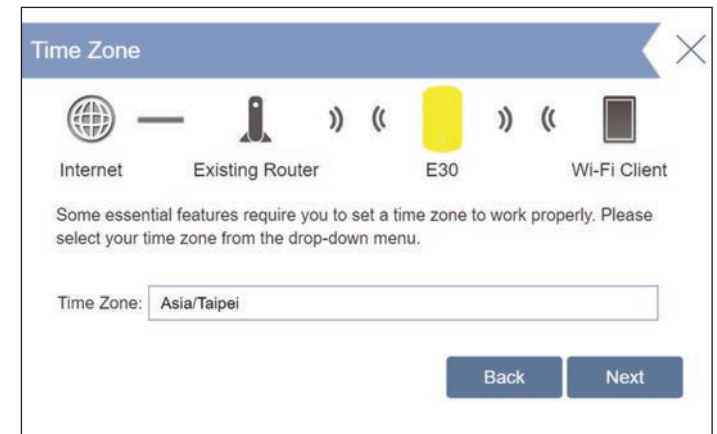 Time Zone
Internet
Existing Router
E30
Wi-Fi Client
Some essential features require you to set a time zone to work properly. Please
select your time zone from the drop-down menu.
Time Zone: Asia/Taipei
Back
Next